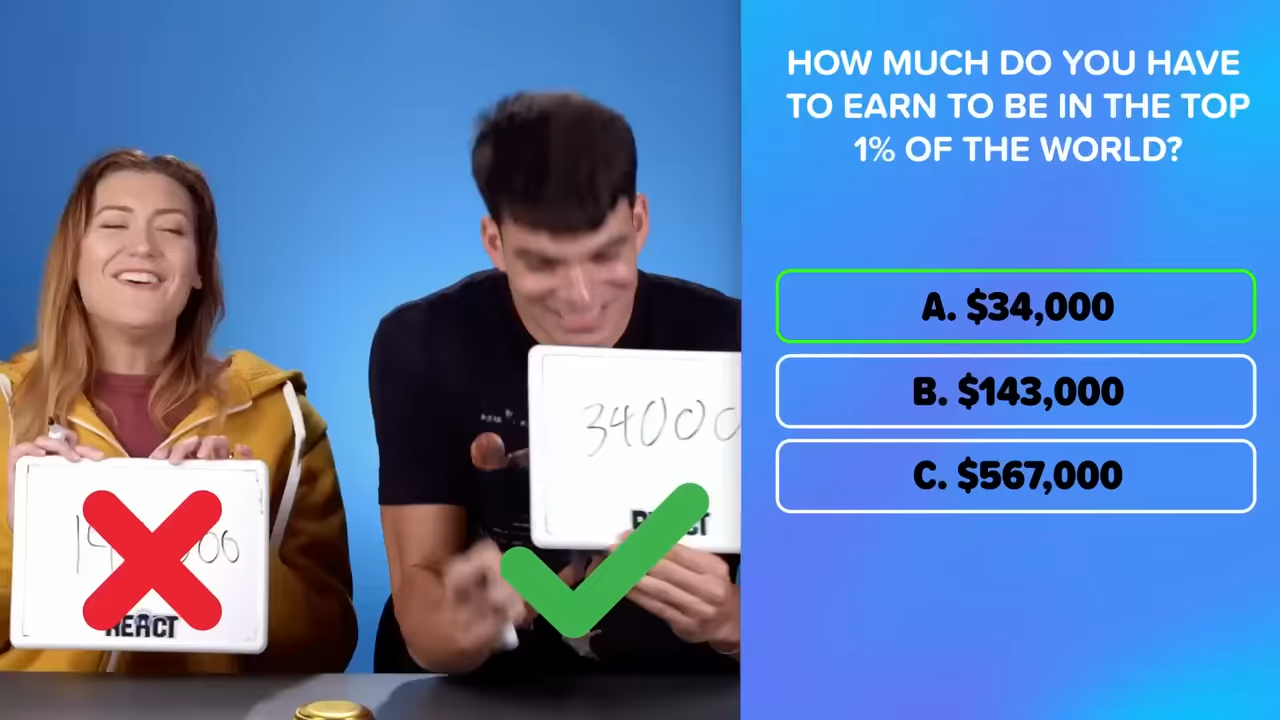 HOW MUCH DO YOU HAVE
TO EARN TO BE IN THE TOP
1% OF THE WORLD?
A. $34,000
B. $143,000
C. $567,000
34000
REACT